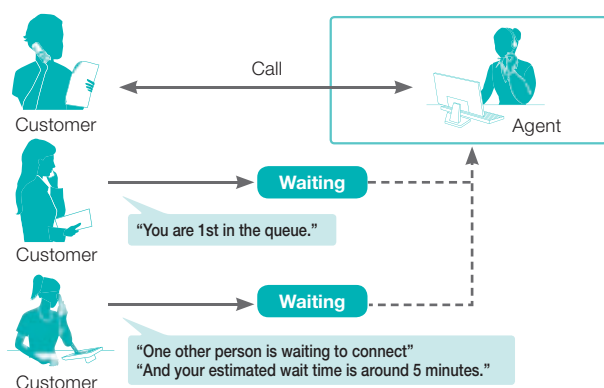 Call
Customer
Agent
Waiting
“You are 1st in the queue.”
Customer
Waiting
“One other person is waiting to connect”
“And your estimated wait time is around 5 minutes.”
Customer